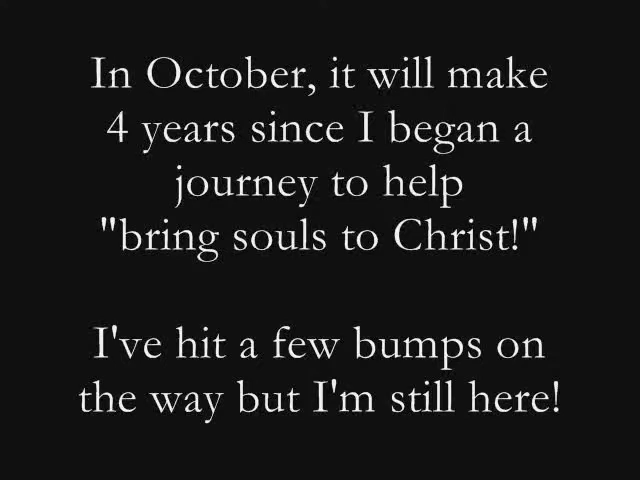 In October, it will make
4 years since I began a
journey to help
"bring souls to Christ!"
I've hit a few bumps on
the way but I'm still here!